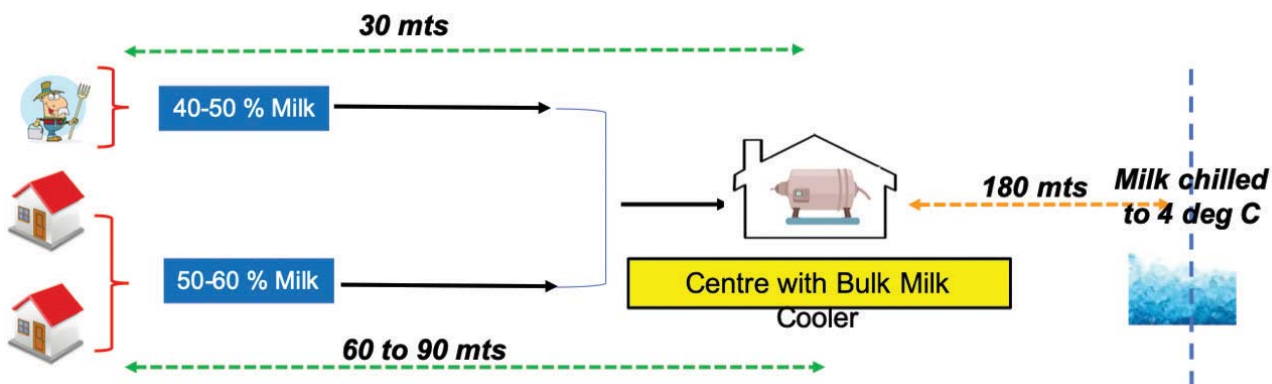 30 mts
40-50 % Milk
180 mts
Milk chilled
to 4 deg C
50-60 % Milk
Centre with Bulk Milk
Cooler
60 to 90 mts